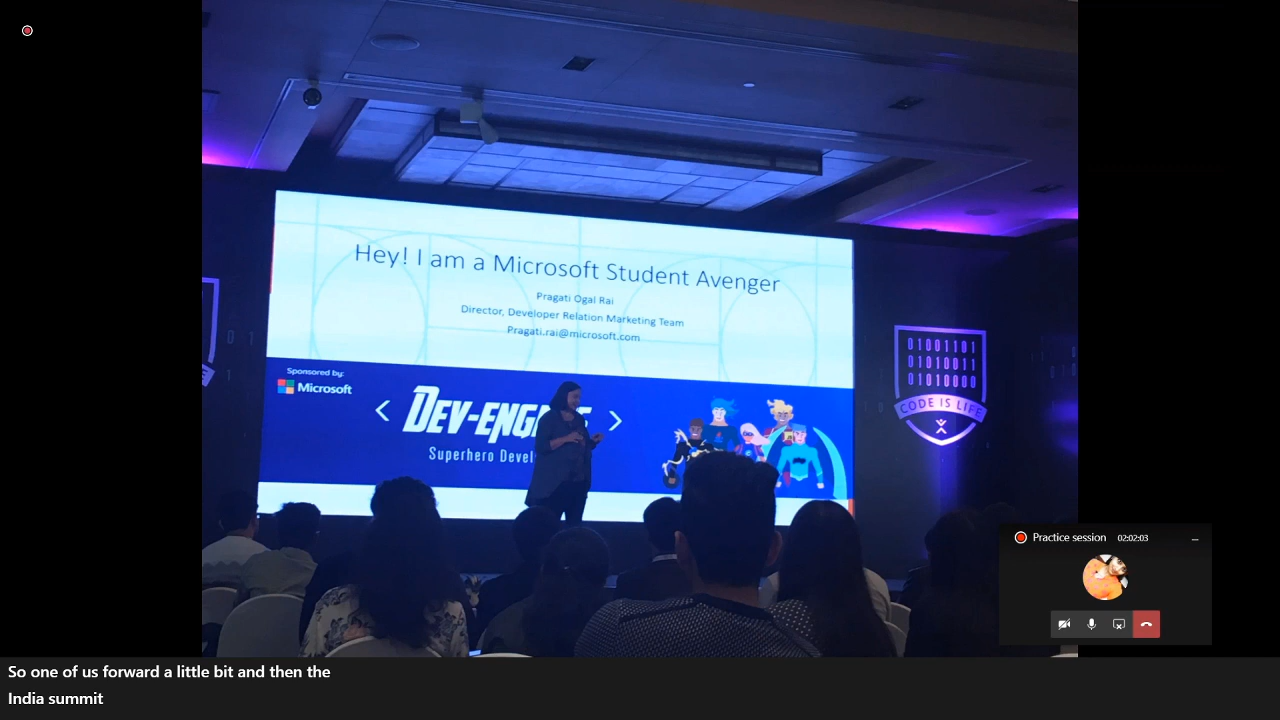 Hey! I am a Microsoft Student Avenger
Pragati Ogal Rai
Director, Developer Relation Marketing Team
Pragati.rai@microsoft.com
Sponsored by:
Microsoft
< DEV-ENG >
Superhero Devel
01001101
01010011
01010000
CODE IS LIFE
Practice session 02:02:03
So one of us forward a little bit and then the
India summit